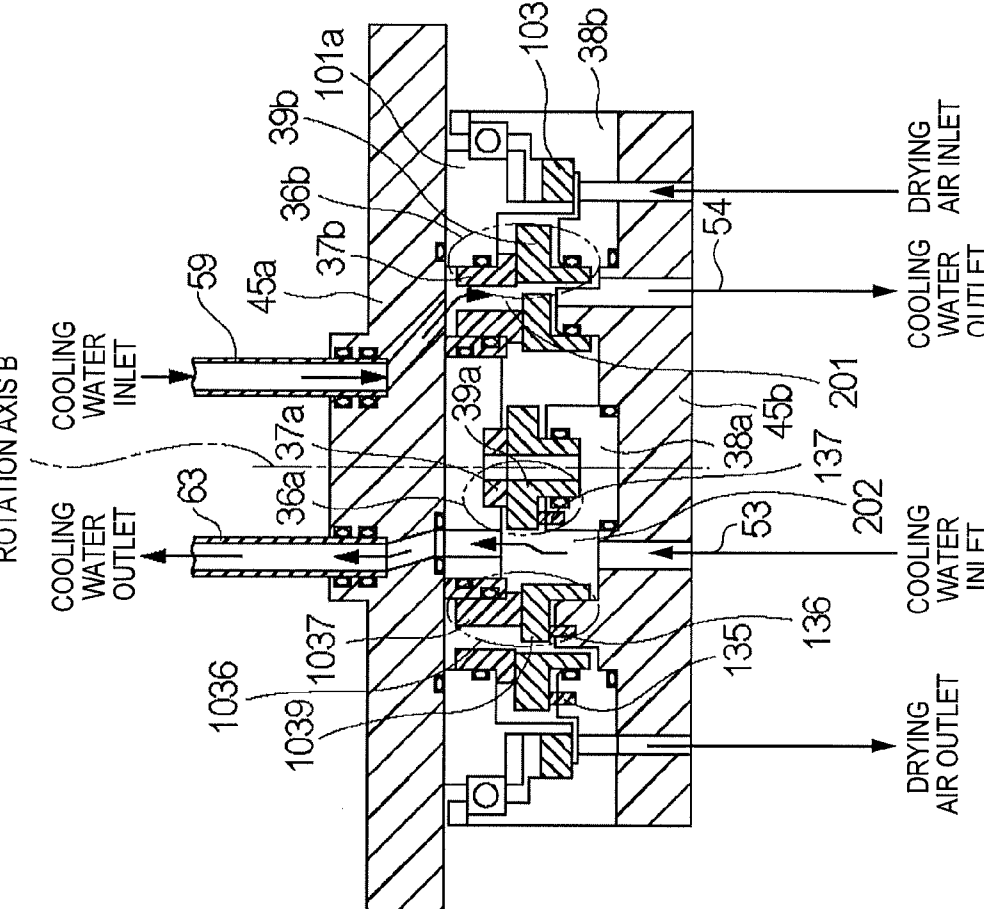 ROTATION AXIS B
COOLING
WATER
OUTLET
63
COOLING
WATER
INLET
59
45a
36a
37a
39a
37b
36b
39b
101a
103
38b
1036
1037
1039
135
136
53
202
137
38a
45b
201
54
DRYING
AIR OUTLET
COOLING
WATER
INLET
COOLING
WATER
OUTLET
DRYING
AIR INLET